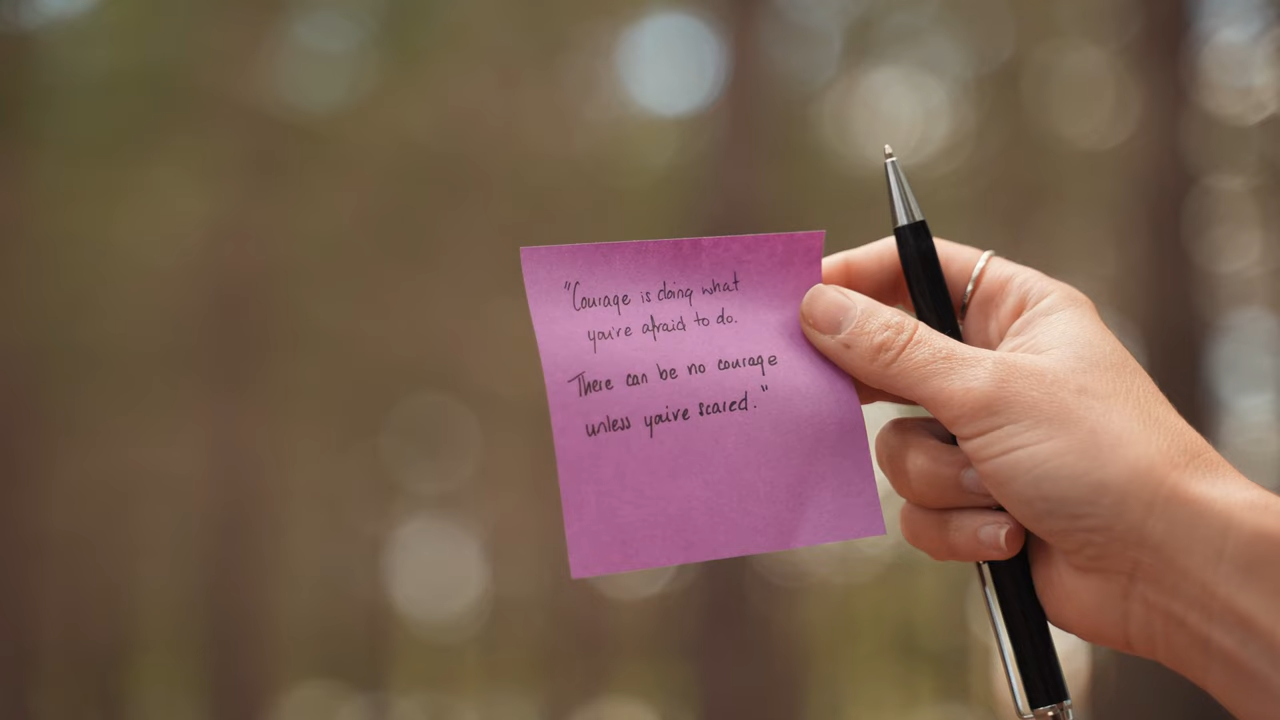 "Courage is doing what
you're afraid to do.
There can be no courage
unless you're scared."